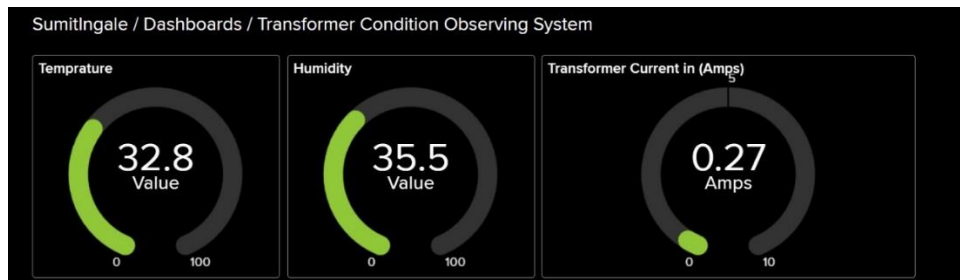 SumitIngale / Dashboards / Transformer Condition Observing System
Temprature
32.8
Value
0
100
Humidity
35.5
Value
0
100
Transformer Current in (Amps)
5
0.27
Amps
0
10